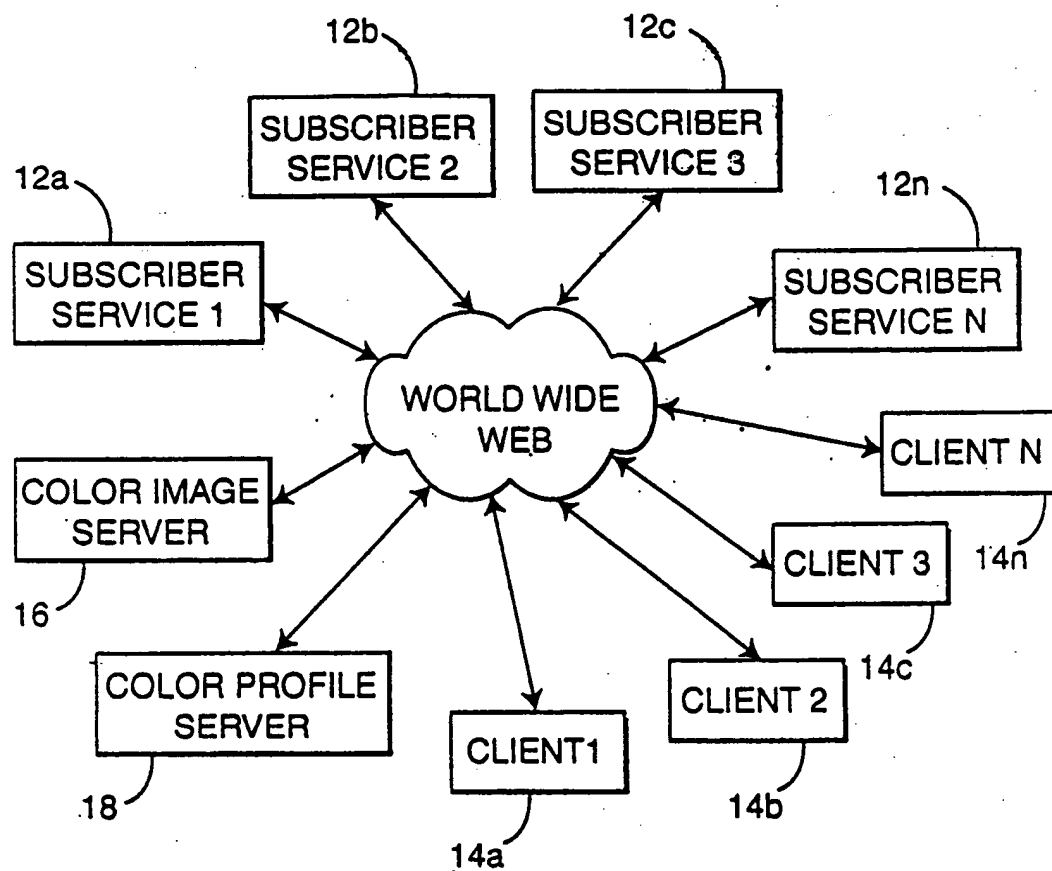 12b
12c
SUBSCRIBER
SERVICE 2
SUBSCRIBER
SERVICE 3
12a
12n
SUBSCRIBER
SERVICE 1
SUBSCRIBER
SERVICE N
WORLD WIDE
WEB
CLIENT N
COLOR IMAGE
SERVER
CLIENT 3
14n
16
COLOR PROFILE
SERVER
14c
CLIENT 2
CLIENT1
18
14b
14a